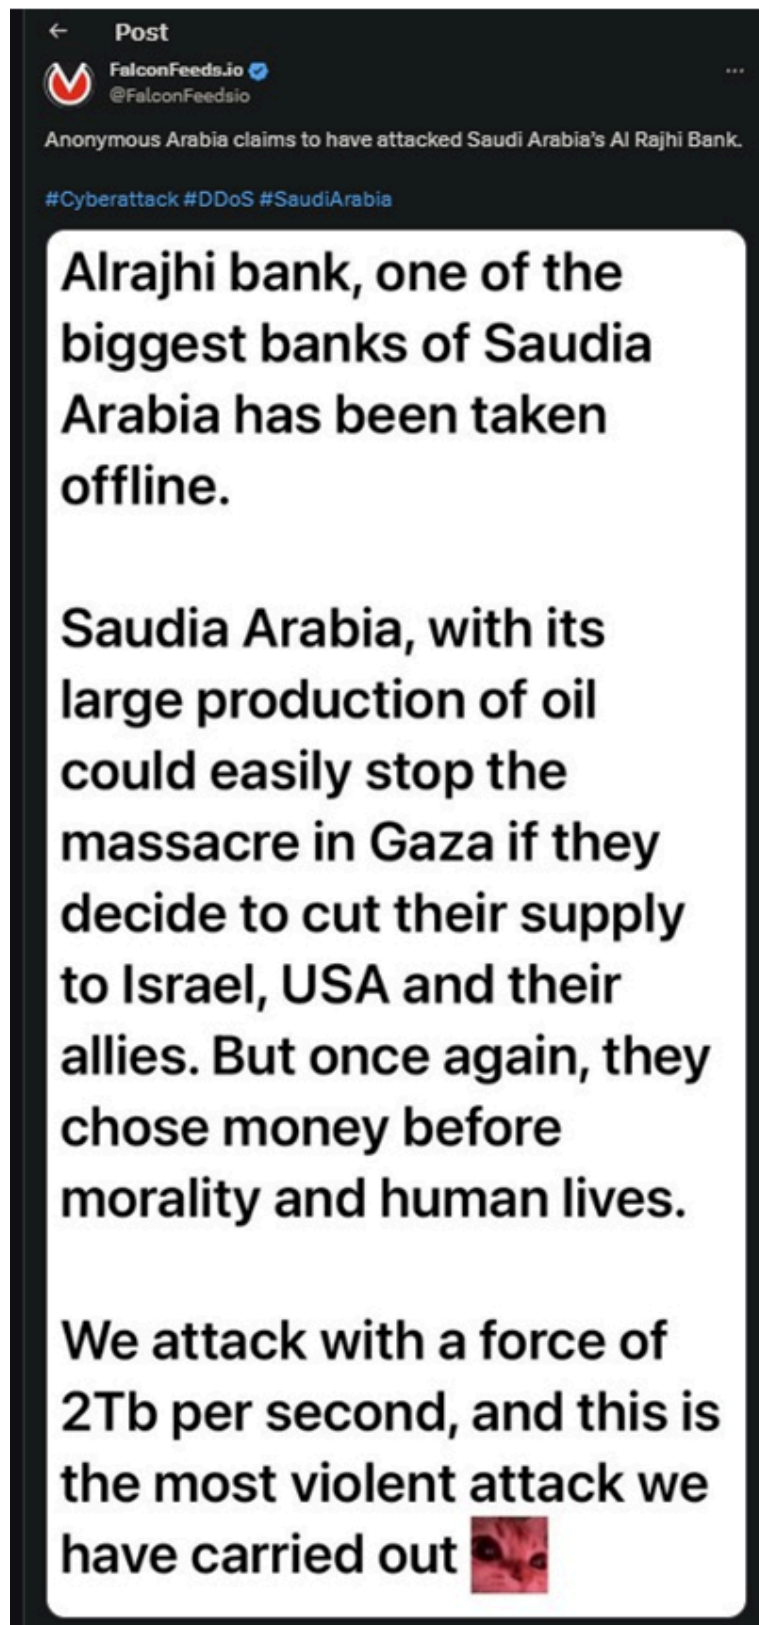 Post
FalconFeeds.io
@FalconFeedsio
Anonymous Arabia claims to have attacked Saudi Arabia's Al Rajhi Bank.
#Cyberattack #DDoS #SaudiArabia
Alrajhi bank, one of the
biggest banks of Saudia
Arabia has been taken
offline.
Saudia Arabia, with its
large production of oil
could easily stop the
massacre in Gaza if they
decide to cut their supply
to Israel, USA and their
allies. But once again, they
chose money before
morality and human lives.
We attack with a force of
2Tb per second, and this is
the most violent attack we
have carried out